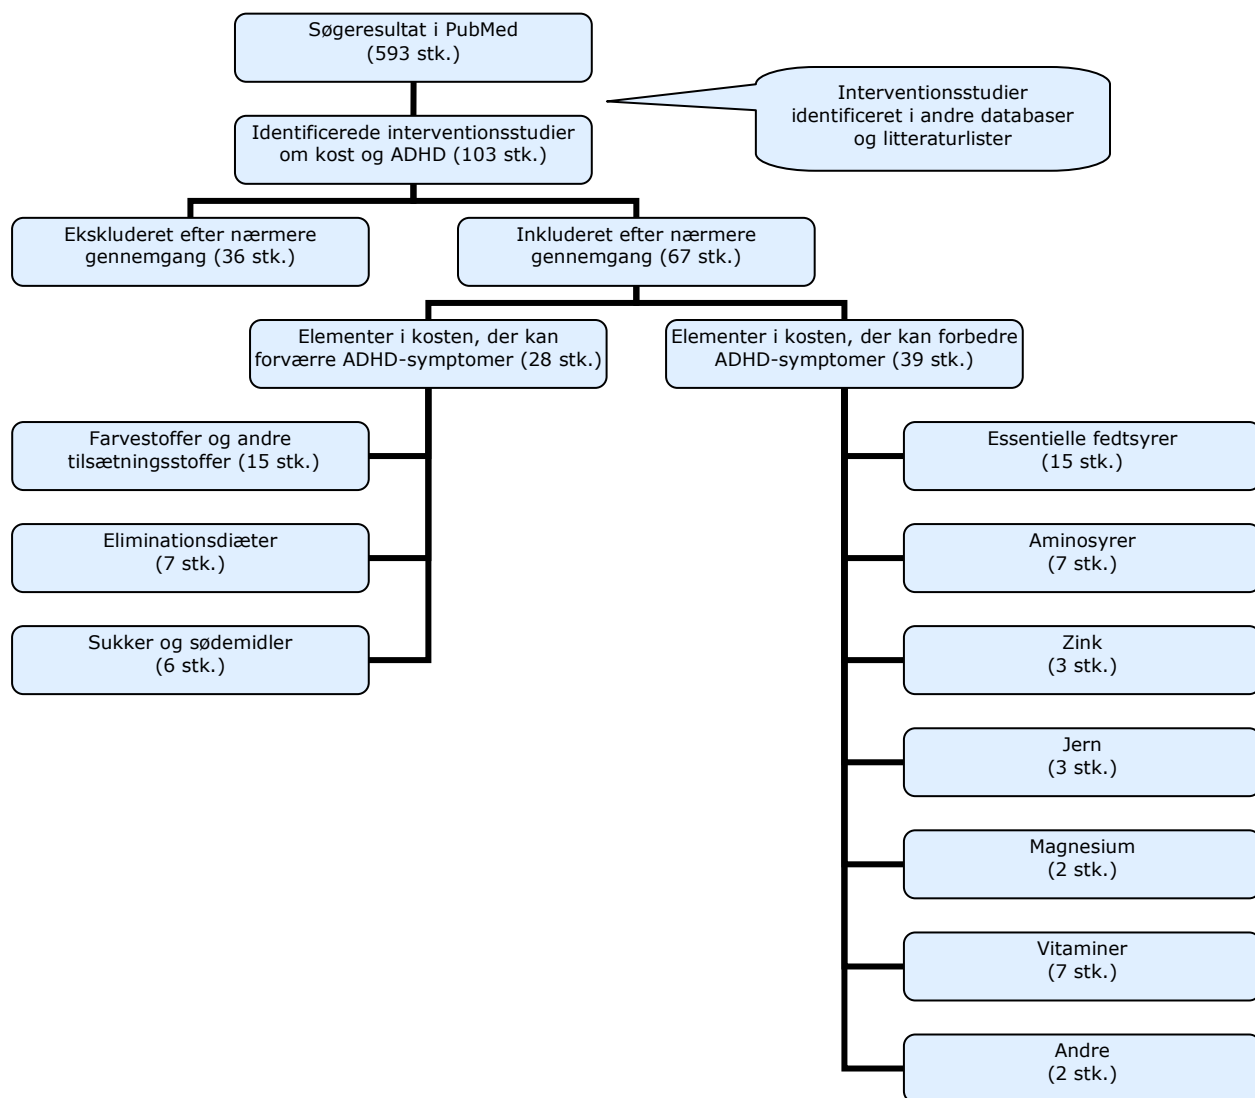 Søgeresultat i PubMed
(593 stk.)
Interventionsstudier
identificeret i andre databaser
og litteraturlister
Identificerede interventionsstudier
om kost og ADHD (103 stk.)
Ekskluderet efter nærmere
gennemgang (36 stk.)
Inkluderet efter nærmere
gennemgang (67 stk.)
Elementer i kosten, der kan
forværre ADHD-symptomer (28 stk.)
Elementer i kosten, der kan forbedre
ADHD-symptomer (39 stk.)
Farvestoffer og andre
tilsætningsstoffer (15 stk.)
Eliminationsdiæter
(7 stk.)
Sukker og sødemidler
(6 stk.)
Essentielle fedtsyrer
(15 stk.)
Aminosyrer
(7 stk.)
Zink
(3 stk.)
Jern
(3 stk.)
Magnesium
(2 stk.)
Vitaminer
(7 stk.)
Andre
(2 stk.)